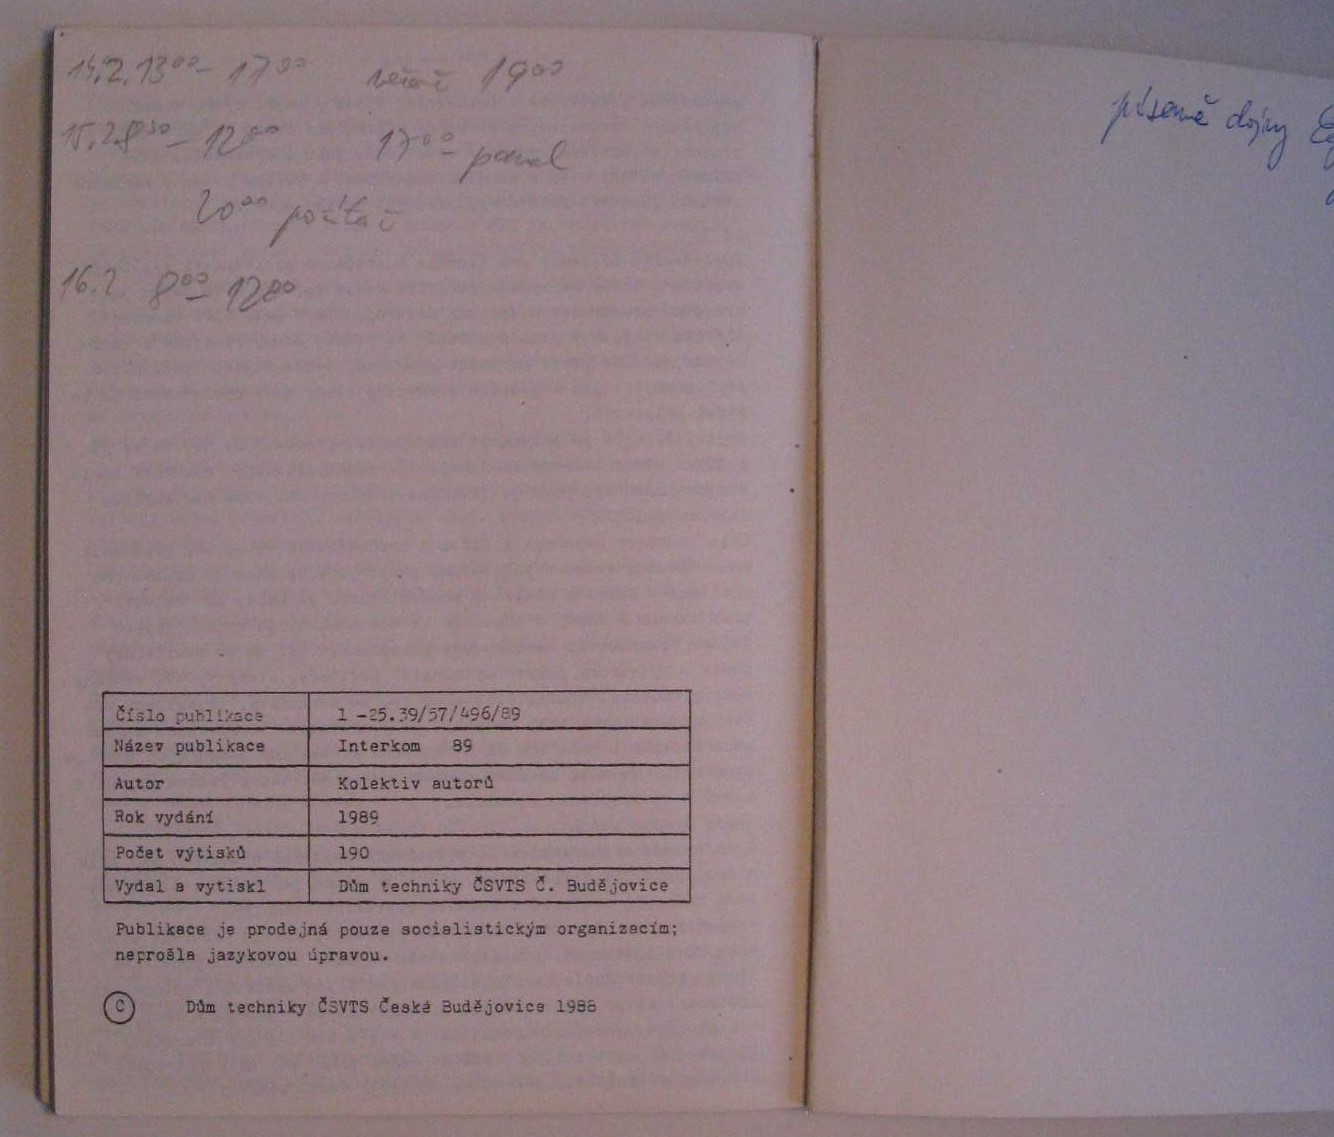 14.2. 13⁰⁰ – 17⁰⁰ 19⁰⁰
15.2. 8³⁰ – 12⁰⁰ 17⁰⁰ – panel
20⁰⁰ počítač
16.2. 8⁰⁰ – 12⁰⁰
Číslo publikace 1 -25.39/57/496/89
Název publikace Interkom 89
Autor Kolektiv autorů
Rok vydání 1989
Počet výtisků 190
Vydal a vytiskl Dům techniky ČSVTS Č. Budějovice
Publikace je prodejná pouze socialistickým organizacím;
neprošla jazykovou úpravou.
© Dům techniky ČSVTS České Budějovice 1988
písemě dojmy